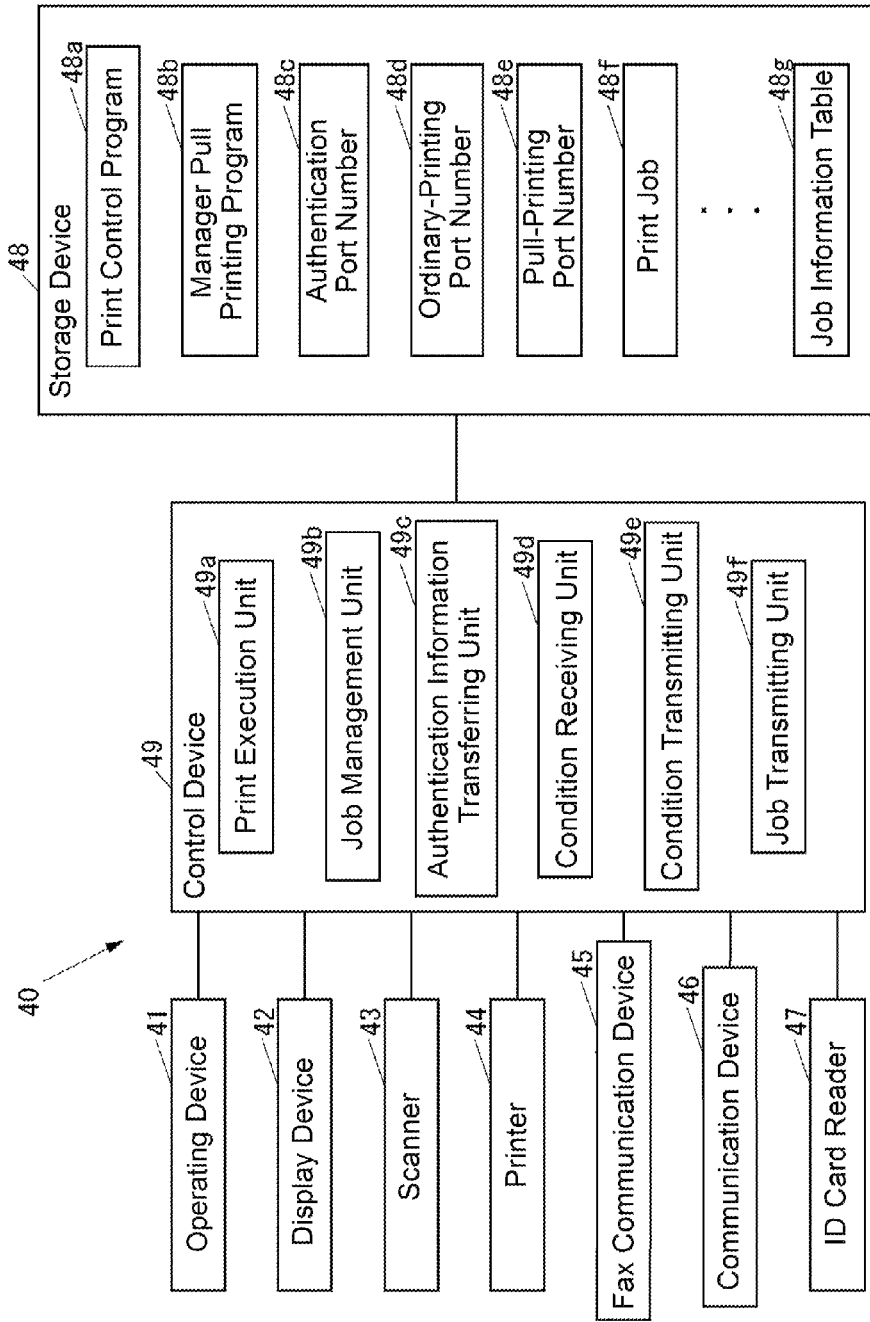 40
41
Operating Device
42
Display Device
43
Scanner
44
Printer
45
Fax Communication Device
46
Communication Device
47
ID Card Reader
49
Control Device
49a
Print Execution Unit
49b
Job Management Unit
49c
Authentication Information
Transferring Unit
49d
Condition Receiving Unit
49e
Condition Transmitting Unit
49f
Job Transmitting Unit
48
Storage Device
48a
Print Control Program
48b
Manager Pull
Printing Program
48c
Authentication
Port Number
48d
Ordinary-Printing
Port Number
48e
Pull-Printing
Port Number
48f
Print Job
48g
Job Information Table